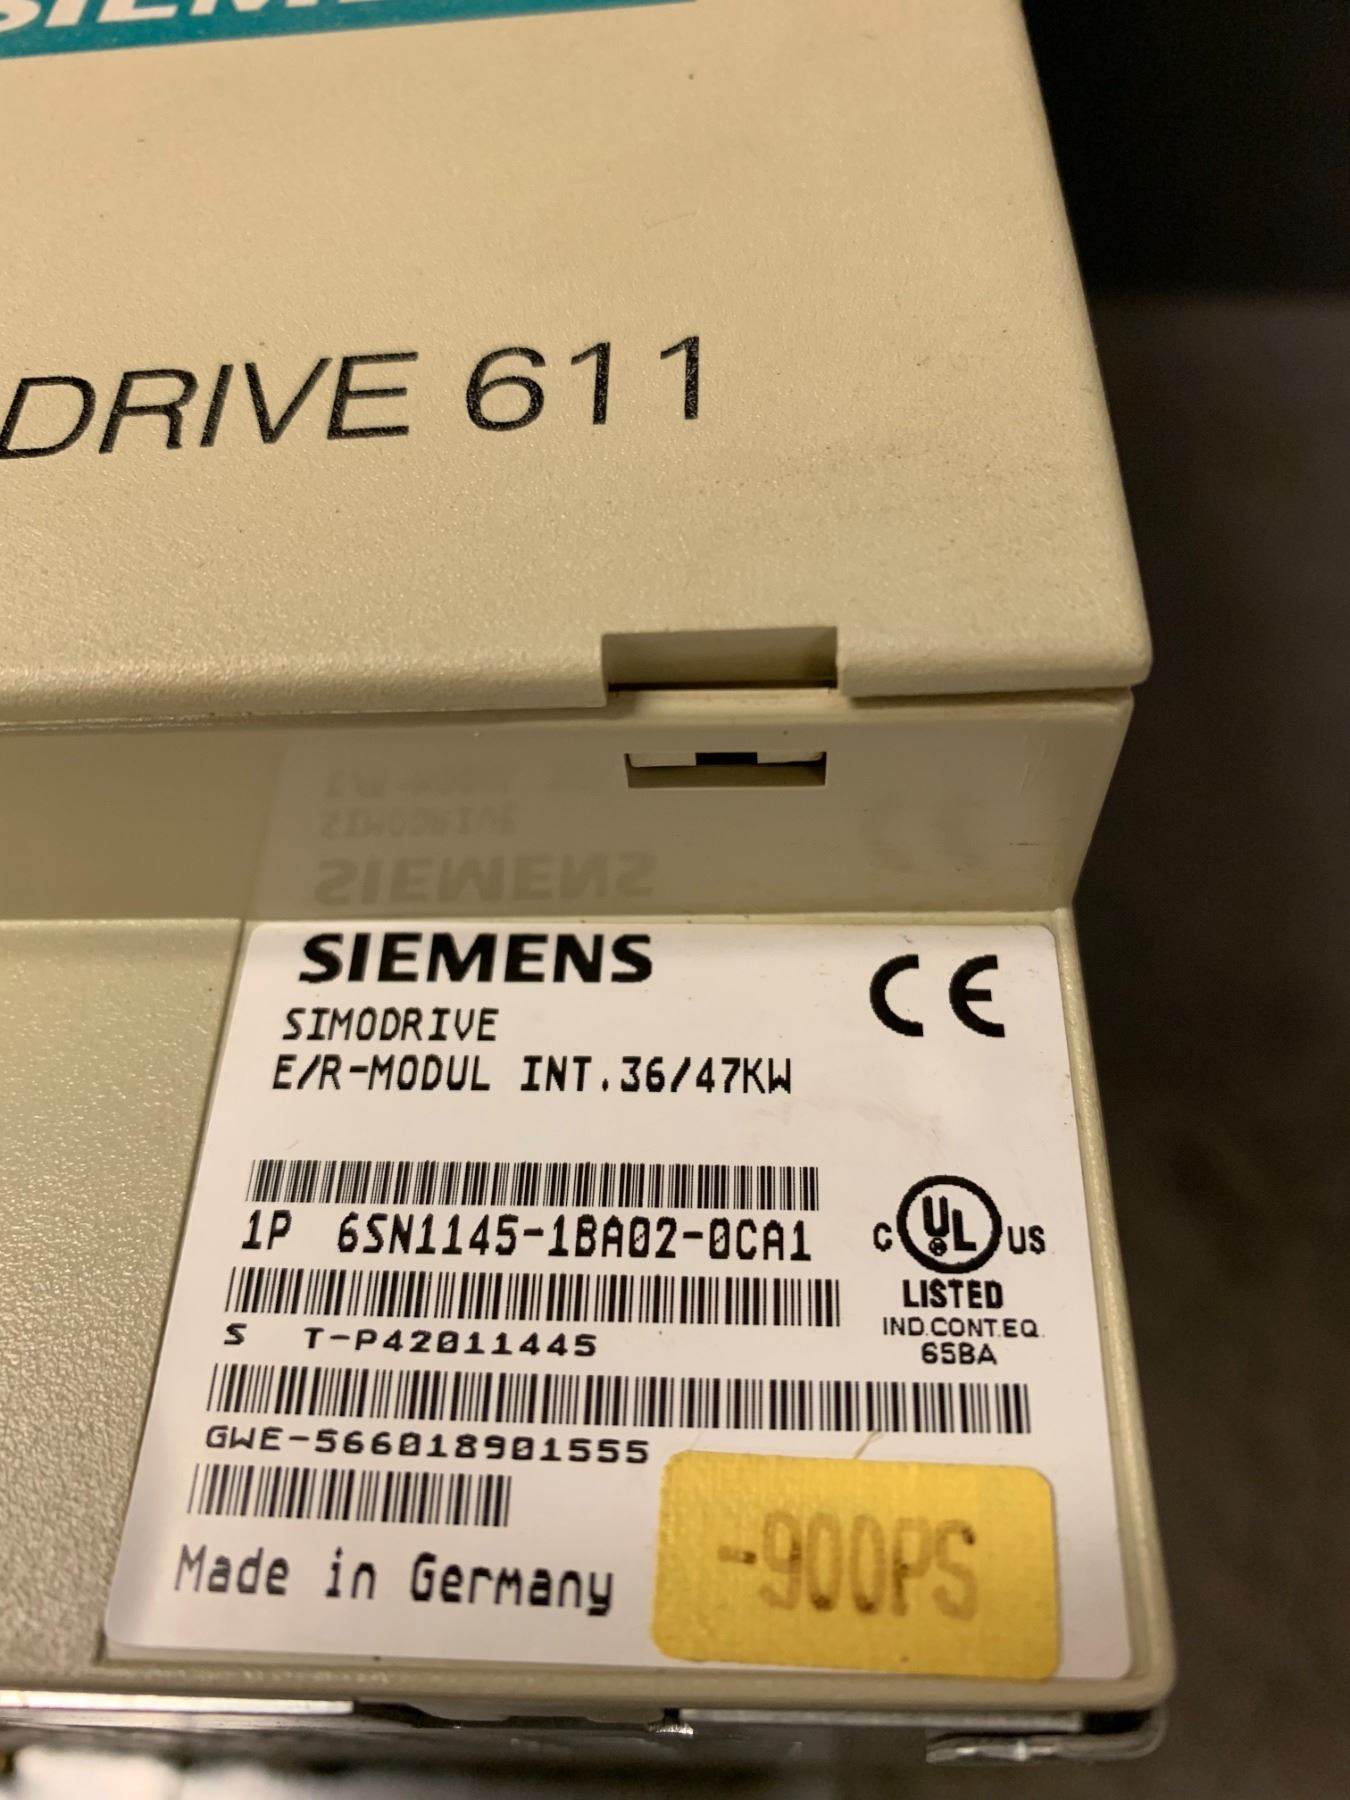 SIEMENS
DRIVE 611
SIEMENS
SIMODRIVE
E/R-MODUL INT.36/47KW
CE
1P 6SN1145-1BA02-0CA1
C UL US
LISTED
IND.CONT.EQ.
65BA
S T-P42011445
GWE-566018901555
-900PS
Made in Germany